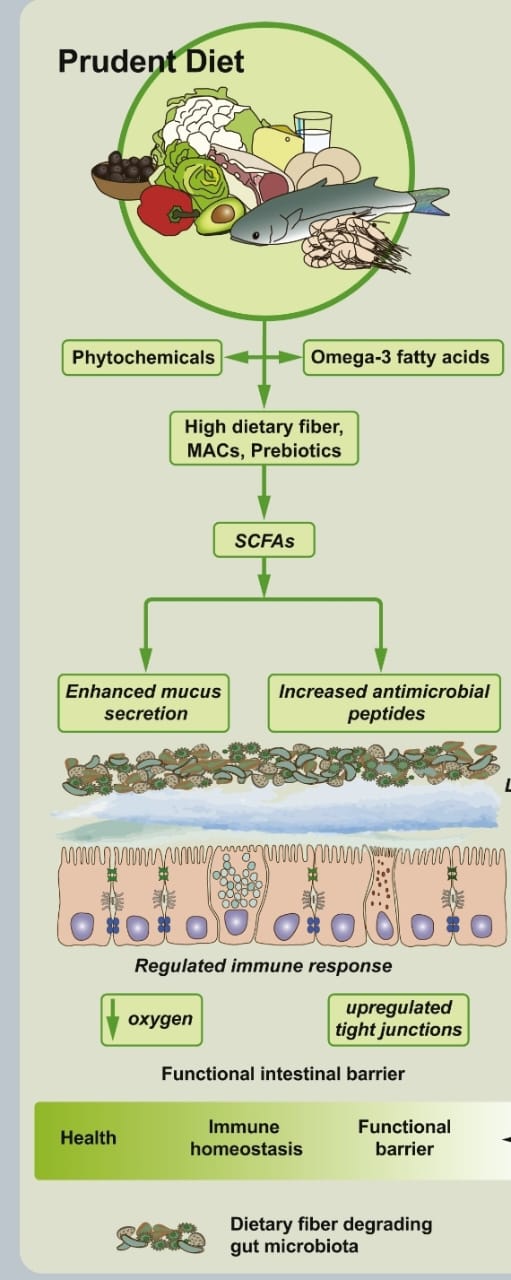 Prudent Diet
Phytochemicals
Omega-3 fatty acids
High dietary fiber,
MACs, Prebiotics
SCFAs
Enhanced mucus
secretion
Increased antimicrobial
peptides
L
Regulated immune response
oxygen
upregulated
tight junctions
Functional intestinal barrier
Health
Immune
homeostasis
Functional
barrier
Dietary fiber degrading
gut microbiota